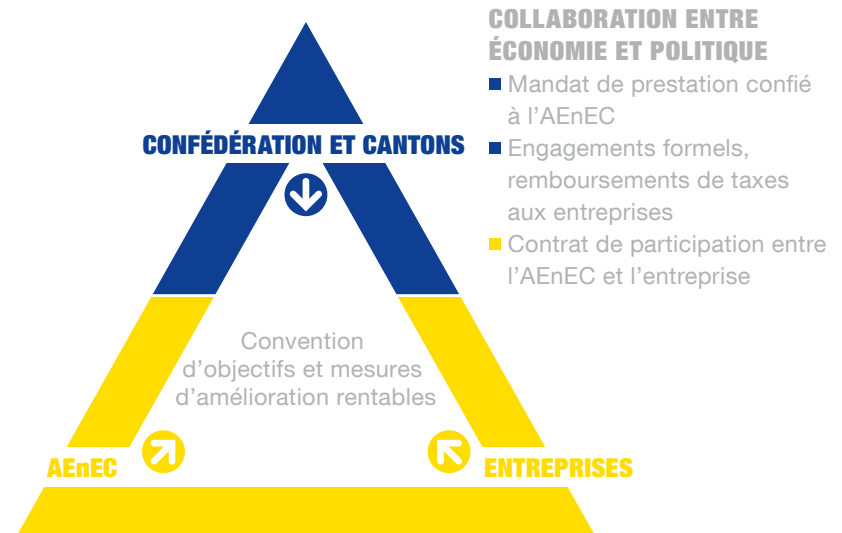 COLLABORATION ENTRE
ÉCONOMIE ET POLITIQUE
Mandat de prestation confié
à l’AEnEC
Engagements formels,
remboursements de taxes
aux entreprises
Contrat de participation entre
l’AEnEC et l’entreprise
CONFÉDÉRATION ET CANTONS
Convention
d’objectifs et mesures
d’amélioration rentables
AEnEC
ENTREPRISES